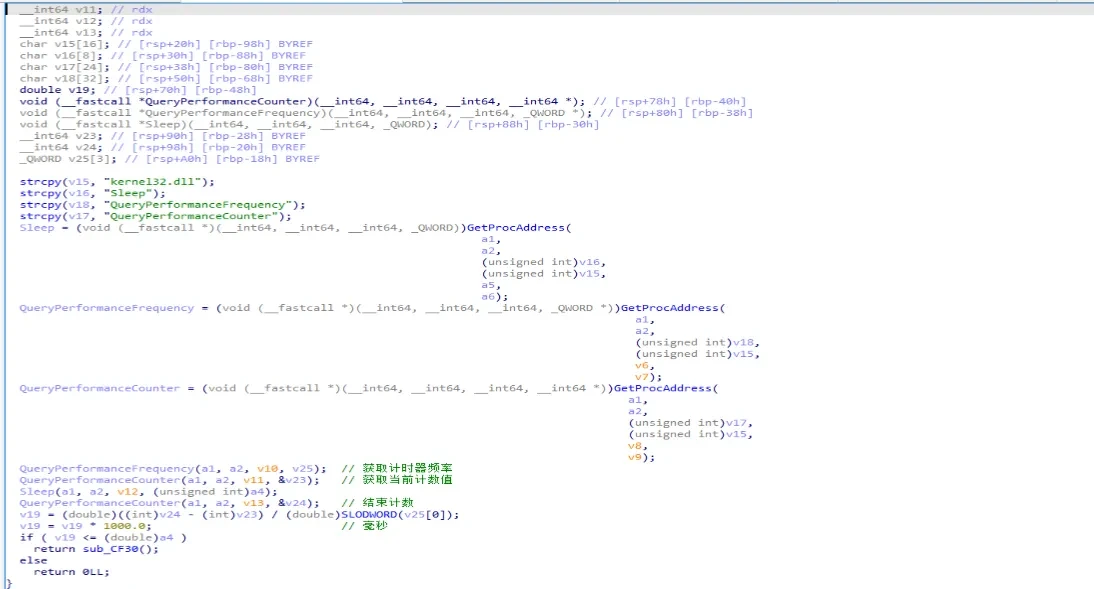 __int64 v11; // rdx
__int64 v12; // rdx
__int64 v13; // rdx
char v15[16]; // [rsp+20h] [rbp-98h] BYREF
char v16[8]; // [rsp+30h] [rbp-88h] BYREF
char v17[24]; // [rsp+38h] [rbp-80h] BYREF
char v18[32]; // [rsp+50h] [rbp-68h] BYREF
double v19; // [rsp+70h] [rbp-48h]
void (__fastcall *QueryPerformanceCounter)(__int64, __int64, __int64, __int64 *); // [rsp+78h] [rbp-40h]
void (__fastcall *QueryPerformanceFrequency)(__int64, __int64, __int64, _QWORD *); // [rsp+80h] [rbp-38h]
void (__fastcall *Sleep)(__int64, __int64, __int64, _QWORD); // [rsp+88h] [rbp-30h]
__int64 v23; // [rsp+90h] [rbp-28h] BYREF
__int64 v24; // [rsp+98h] [rbp-20h] BYREF
_QWORD v25[3]; // [rsp+A0h] [rbp-18h] BYREF
strcpy(v15, "kernel32.dll");
strcpy(v16, "Sleep");
strcpy(v18, "QueryPerformanceFrequency");
strcpy(v17, "QueryPerformanceCounter");
Sleep = (void (__fastcall *)(__int64, __int64, __int64, _QWORD))GetProcAddress(
a1,
a2,
(unsigned int)v16,
(unsigned int)v15,
a5,
a6);
QueryPerformanceFrequency = (void (__fastcall *)(__int64, __int64, __int64, _QWORD *))GetProcAddress(
a1,
a2,
(unsigned int)v18,
(unsigned int)v15,
v6,
v7);
QueryPerformanceCounter = (void (__fastcall *)(__int64, __int64, __int64, __int64 *))GetProcAddress(
a1,
a2,
(unsigned int)v17,
(unsigned int)v15,
v8,
v9);
QueryPerformanceFrequency(a1, a2, v10, v25); // 获取计时器频率
QueryPerformanceCounter(a1, a2, v11, &v23); // 获取当前计数值
Sleep(a1, a2, v12, (unsigned int)a4);
QueryPerformanceCounter(a1, a2, v13, &v24); // 结束计数
v19 = (double)((int)v24 - (int)v23) / (double)SLODWORD(v25[0]);
v19 = v19 * 1000.0; // 毫秒
if ( v19 <= (double)a4 )
return sub_CF30();
else
return 0LL;
}